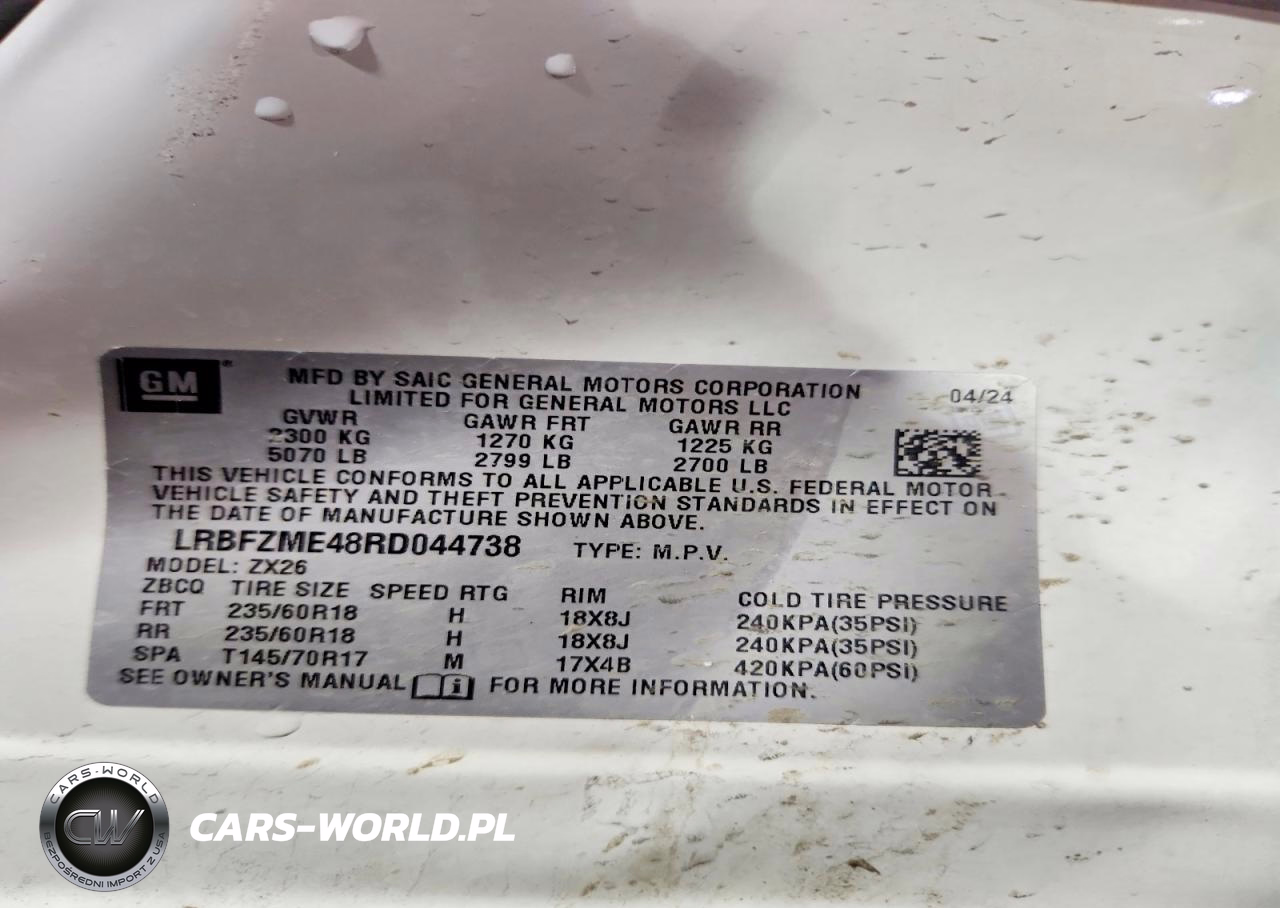 GM
MFD BY SAIC GENERAL MOTORS CORPORATION
LIMITED FOR GENERAL MOTORS LLC
04/24
GVWR GAWR FRT GAWR RR
2300 KG 1270 KG 1225 KG
5070 LB 2799 LB 2700 LB
THIS VEHICLE CONFORMS TO ALL APPLICABLE U.S. FEDERAL MOTOR
VEHICLE SAFETY AND THEFT PREVENTION STANDARDS IN EFFECT ON
THE DATE OF MANUFACTURE SHOWN ABOVE.
LRBFZME48RD044738 TYPE: M.P.V.
MODEL: ZX26
ZBCQ TIRE SIZE SPEED RTG RIM COLD TIRE PRESSURE
FRT 235/60R18 H 18X8J 240KPA(35PSI)
RR 235/60R18 H 18X8J 240KPA(35PSI)
SPA T145/70R17 M 17X4B 420KPA(60PSI)
SEE OWNER'S MANUAL i FOR MORE INFORMATION.
CARS-WORLD
CW
BEZPOŚREDNI IMPORT Z USA
CARS-WORLD.PL